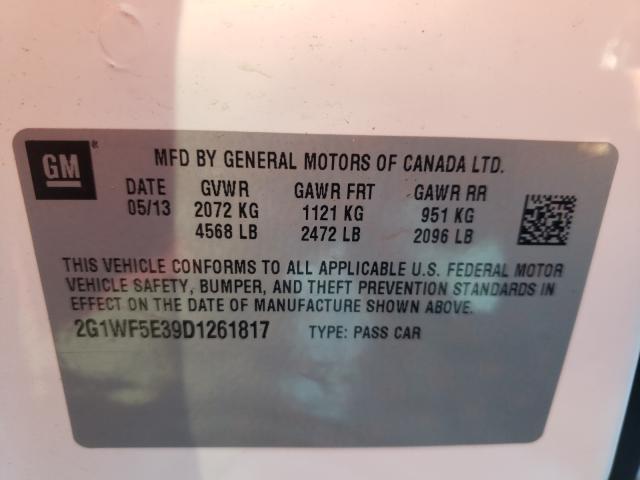 GM
MFD BY GENERAL MOTORS OF CANADA LTD.
DATE GVWR GAWR FRT GAWR RR
05/13 2072 KG 1121 KG 951 KG
4568 LB 2472 LB 2096 LB
THIS VEHICLE CONFORMS TO ALL APPLICABLE U.S. FEDERAL MOTOR
VEHICLE SAFETY, BUMPER, AND THEFT PREVENTION STANDARDS IN
EFFECT ON THE DATE OF MANUFACTURE SHOWN ABOVE.
2G1WF5E39D1261817 TYPE: PASS CAR